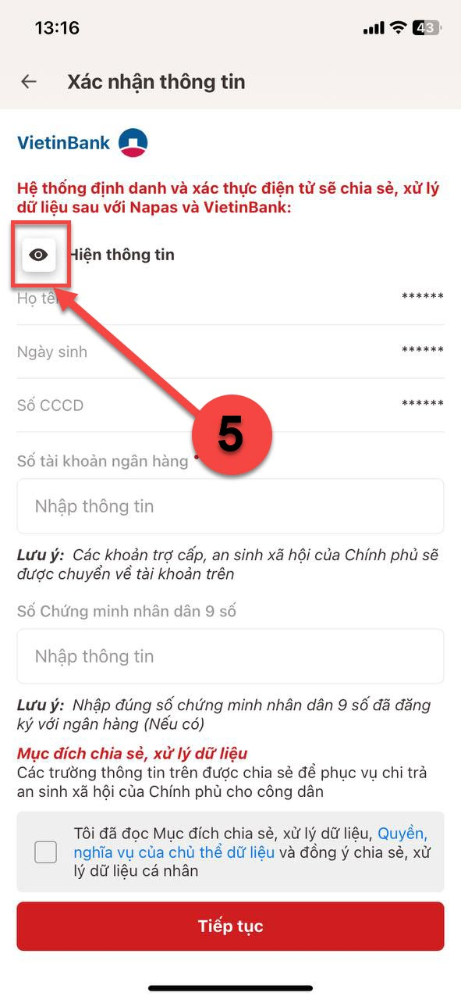 13:16
43
Xác nhận thông tin
VietinBank
Hệ thống định danh và xác thực điện tử sẽ chia sẻ, xử lý
dữ liệu sau với Napas và VietinBank:
Hiện thông tin
Họ tên ******
Ngày sinh ******
Số CCCD ******
5
Số tài khoản ngân hàng *
Nhập thông tin
Lưu ý: Các khoản trợ cấp, an sinh xã hội của Chính phủ sẽ
được chuyển về tài khoản trên
Số Chứng minh nhân dân 9 số
Nhập thông tin
Lưu ý: Nhập đúng số chứng minh nhân dân 9 số đã đăng
ký với ngân hàng (Nếu có)
Mục đích chia sẻ, xử lý dữ liệu
Các trường thông tin trên được chia sẻ để phục vụ chi trả
an sinh xã hội của Chính phủ cho công dân
Tôi đã đọc Mục đích chia sẻ, xử lý dữ liệu, Quyền,
nghĩa vụ của chủ thể dữ liệu và đồng ý chia sẻ, xử
lý dữ liệu cá nhân
Tiếp tục